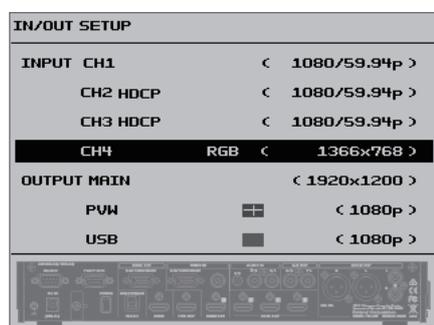 IN/OUT SETUP
INPUT CH1 ( 1080/59.94p )
CH2 HDCP ( 1080/59.94p )
CH3 HDCP ( 1080/59.94p )
CH4 RGB ( 1366x768 )
OUTPUT MAIN ( 1920x1200 )
PVW ( 1080p )
USB ( 1080p )